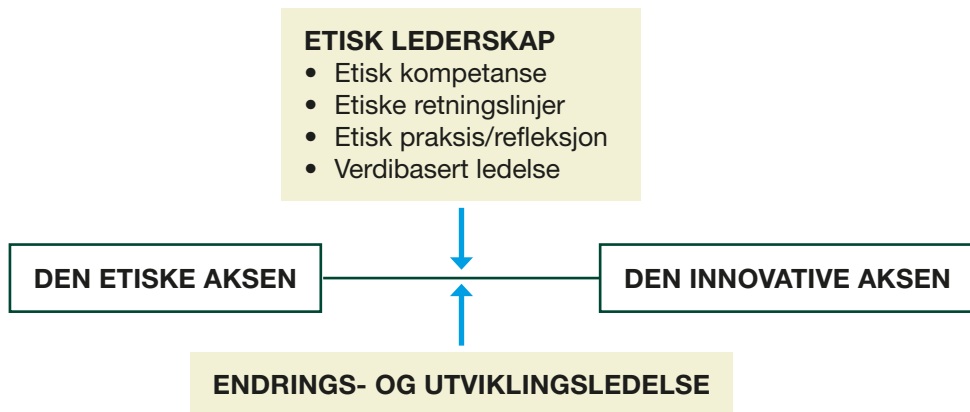 ETISK LEDERSKAP
• Etisk kompetanse
• Etiske retningslinjer
• Etisk praksis/refleksjon
• Verdibasert ledelse
DEN ETISKE AKSEN
DEN INNOVATIVE AKSEN
ENDRINGS- OG UTVIKLINGSLEDELSE